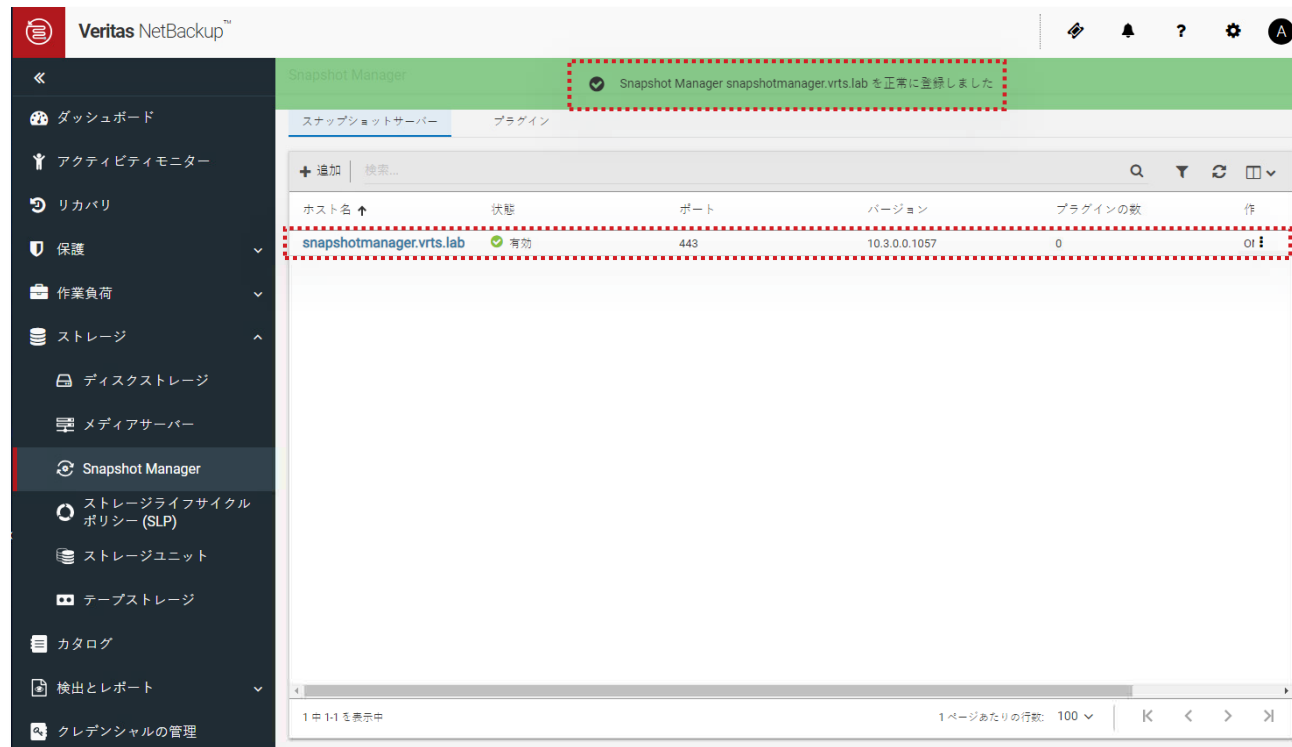 Veritas NetBackup™
A
Snapshot Manager
Snapshot Manager snapshotmanager.vrts.lab を正常に登録しました
ダッシュボード
アクティビティモニター
リカバリ
保護
作業負荷
ストレージ
ディスクストレージ
メディアサーバー
Snapshot Manager
ストレージライフサイクル
ポリシー (SLP)
ストレージユニット
テープストレージ
カタログ
検出とレポート
クレデンシャルの管理
スナップショットサーバー プラグイン
追加 検索...
ホスト名 状態 ポート バージョン プラグインの数 作
snapshotmanager.vrts.lab 有効 443 10.3.0.0.1057 0
1 中 1-1 を表示中 1 ページあたりの行数: 100